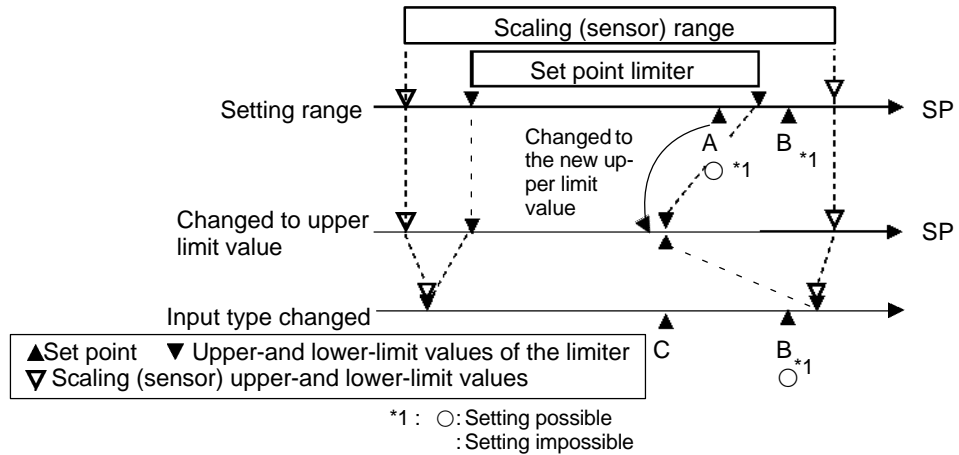 Scaling (sensor) range
Set point limiter
Setting range
SP
A
B
○ *1
*1
Changed to
the new up-
per limit
value
Changed to upper
limit value
SP
Input type changed
C
B
*1
○
▲Set point ▼ Upper-and lower-limit values of the limiter
▽ Scaling (sensor) upper-and lower-limit values
*1 : ○: Setting possible
: Setting impossible